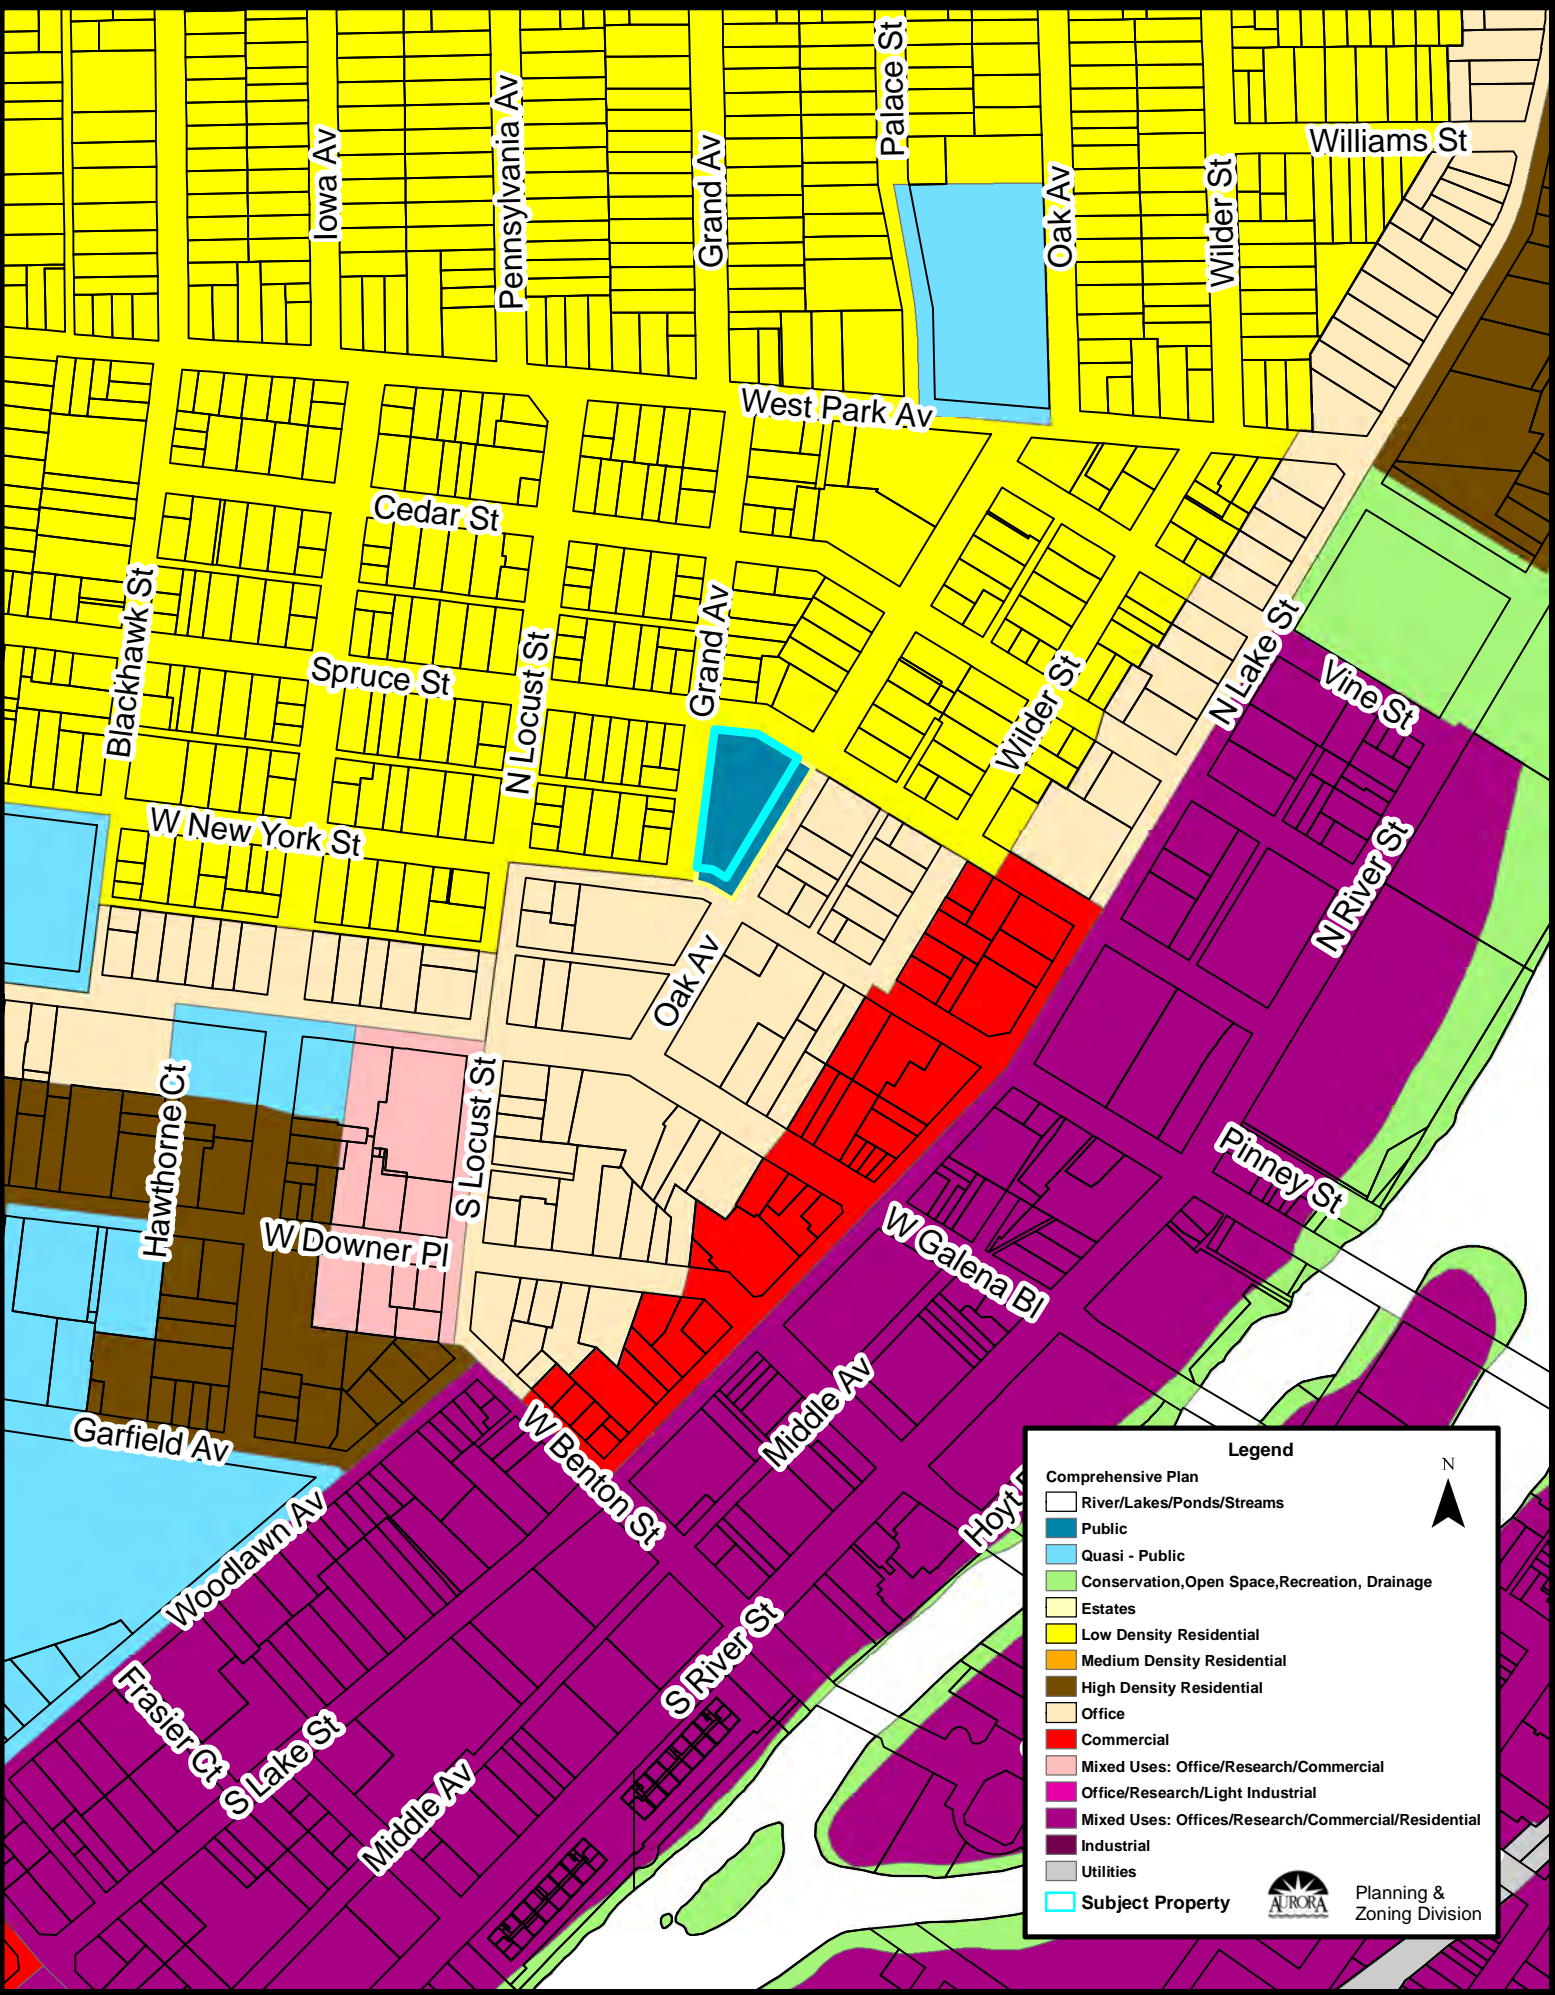 Palace St
Williams St
Iowa Av
Pennsylvania Av
Grand Av
Oak Av
Wilder St
West Park Av
Cedar St
Blackhawk St
Grand Av
N Lake St
Spruce St
N Locust St
Wilder St
Vine St
W New York St
N River St
Oak Av
Hawthorne Ct
S Locust St
Pinney St
W Downer Pl
W Galena Bl
Middle Av
Garfield Av
W Benton St
Hoyt
Woodlawn Av
S River St
Frasier Ct
S Lake St
Middle Av
Legend
N
Comprehensive Plan
River/Lakes/Ponds/Streams
Public
Quasi - Public
Conservation,Open Space,Recreation, Drainage
Estates
Low Density Residential
Medium Density Residential
High Density Residential
Office
Commercial
Mixed Uses: Office/Research/Commercial
Office/Research/Light Industrial
Mixed Uses: Offices/Research/Commercial/Residential
Industrial
Utilities
Subject Property
AURORA
Planning &
Zoning Division